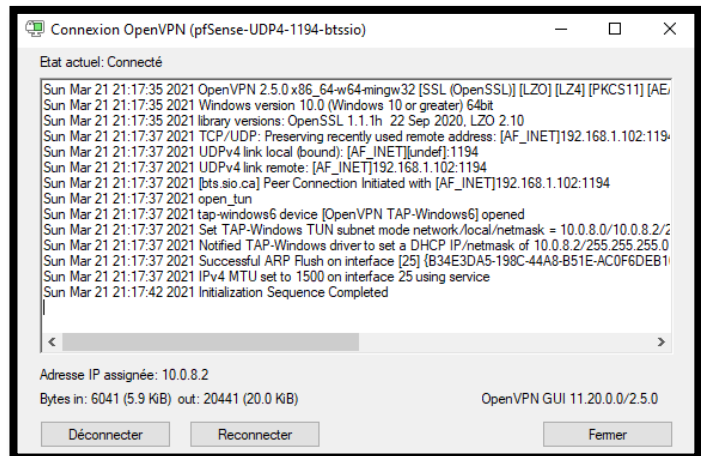 Connexion OpenVPN (pfSense-UDP4-1194-btssio)
Etat actuel: Connecté
Sun Mar 21 21:17:35 2021 OpenVPN 2.5.0 x86_64-w64-mingw32 [SSL (OpenSSL)] [LZO] [LZ4] [PKCS11] [AE
Sun Mar 21 21:17:35 2021 Windows version 10.0 (Windows 10 or greater) 64bit
Sun Mar 21 21:17:35 2021 library versions: OpenSSL 1.1.1h  22 Sep 2020, LZO 2.10
Sun Mar 21 21:17:37 2021 TCP/UDP: Preserving recently used remote address: [AF_INET]192.168.1.102:1194
Sun Mar 21 21:17:37 2021 UDPv4 link local (bound): [AF_INET][undef]:1194
Sun Mar 21 21:17:37 2021 UDPv4 link remote: [AF_INET]192.168.1.102:1194
Sun Mar 21 21:17:37 2021 [bts.sio.ca] Peer Connection Initiated with [AF_INET]192.168.1.102:1194
Sun Mar 21 21:17:37 2021 open_tun
Sun Mar 21 21:17:37 2021 tap-windows6 device [OpenVPN TAP-Windows6] opened
Sun Mar 21 21:17:37 2021 Set TAP-Windows TUN subnet mode network/local/netmask = 10.0.8.0/10.0.8.2/2
Sun Mar 21 21:17:37 2021 Notified TAP-Windows driver to set a DHCP IP/netmask of 10.0.8.2/255.255.255.0
Sun Mar 21 21:17:37 2021 Successful ARP Flush on interface [25] {B34E3DA5-198C-44A8-B51E-AC0F6DEB1
Sun Mar 21 21:17:37 2021 IPv4 MTU set to 1500 on interface 25 using service
Sun Mar 21 21:17:42 2021 Initialization Sequence Completed
Adresse IP assignée: 10.0.8.2
Bytes in: 6041 (5.9 KiB) out: 20441 (20.0 KiB)
OpenVPN GUI 11.20.0.0/2.5.0
Déconnecter
Reconnecter
Fermer